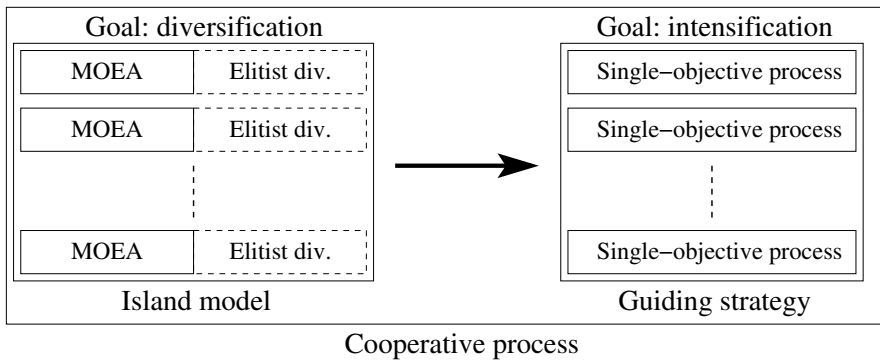 Goal: diversification
Goal: intensification
MOEA Elitist div.
Single−objective process
MOEA Elitist div.
Single−objective process
MOEA Elitist div.
Single−objective process
Island model
Guiding strategy
Cooperative process